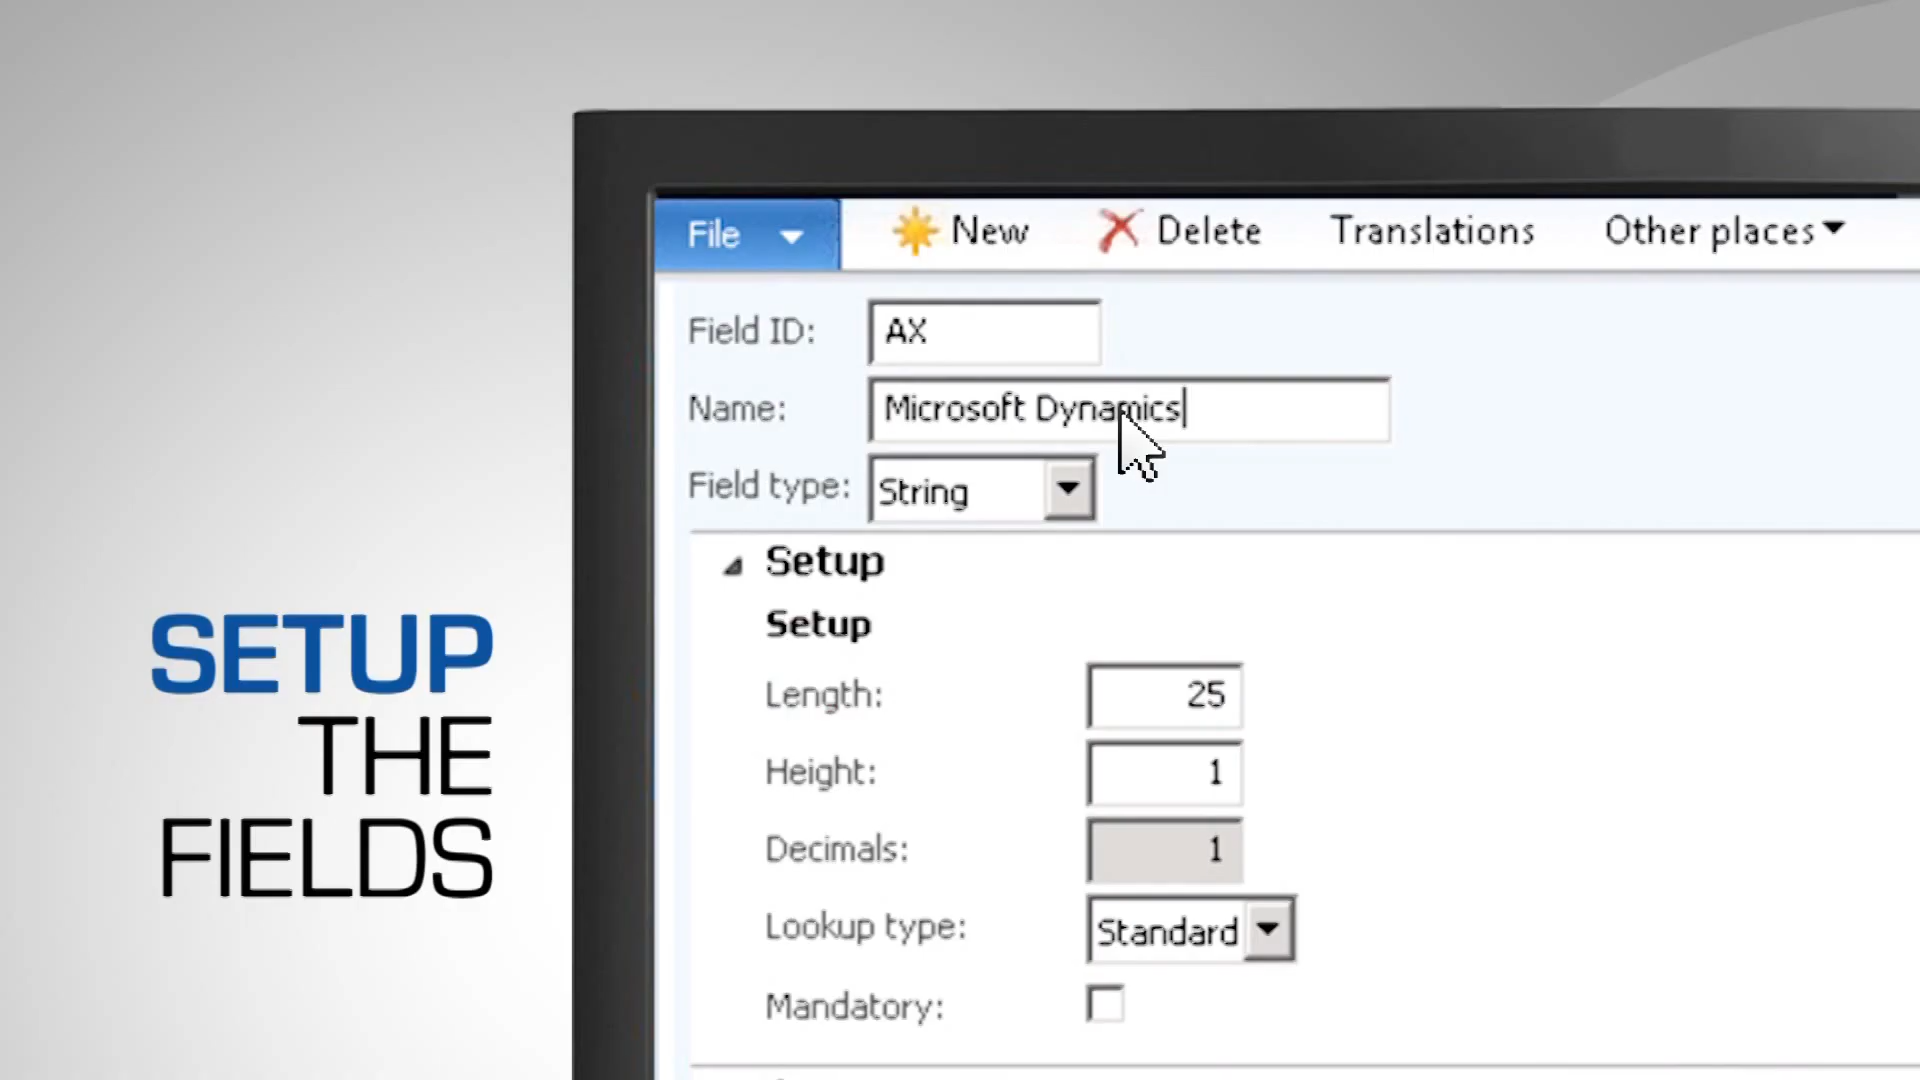 File New Delete Translations Other places
Field ID: AX
Name: Microsoft Dynamics
Field type: String
Setup
Setup
Length: 25
Height: 1
Decimals: 1
Lookup type: Standard
Mandatory:
SETUP
THE
FIELDS